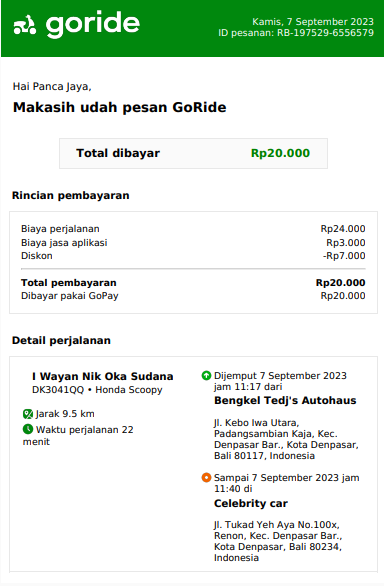 goride
Kamis, 7 September 2023
ID pesanan: RB-197529-6556579
Hai Panca Jaya,
Makasih udah pesan GoRide
Total dibayar Rp20.000
Rincian pembayaran
Biaya perjalanan Rp24.000
Biaya jasa aplikasi Rp3.000
Diskon -Rp7.000
Total pembayaran Rp20.000
Dibayar pakai GoPay Rp20.000
Detail perjalanan
I Wayan Nik Oka Sudana
DK3041QQ • Honda Scoopy
Jarak 9.5 km
Waktu perjalanan 22
menit
Dijemput 7 September 2023
jam 11:17 dari
Bengkel Tedj's Autohaus
Jl. Kebo Iwa Utara,
Padangsambian Kaja, Kec.
Denpasar Bar., Kota Denpasar,
Bali 80117, Indonesia
Sampai 7 September 2023 jam
11:40 di
Celebrity car
Jl. Tukad Yeh Aya No.100x,
Renon, Kec. Denpasar Bar.,
Kota Denpasar, Bali 80234,
Indonesia